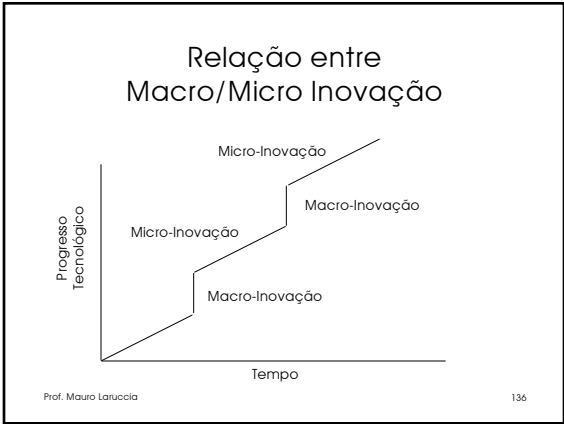 Relação entre
Macro/Micro Inovação
Micro-Inovação
Macro-Inovação
Micro-Inovação
Macro-Inovação
Progresso
Tecnológico
Tempo
Prof. Mauro Laruccia
136